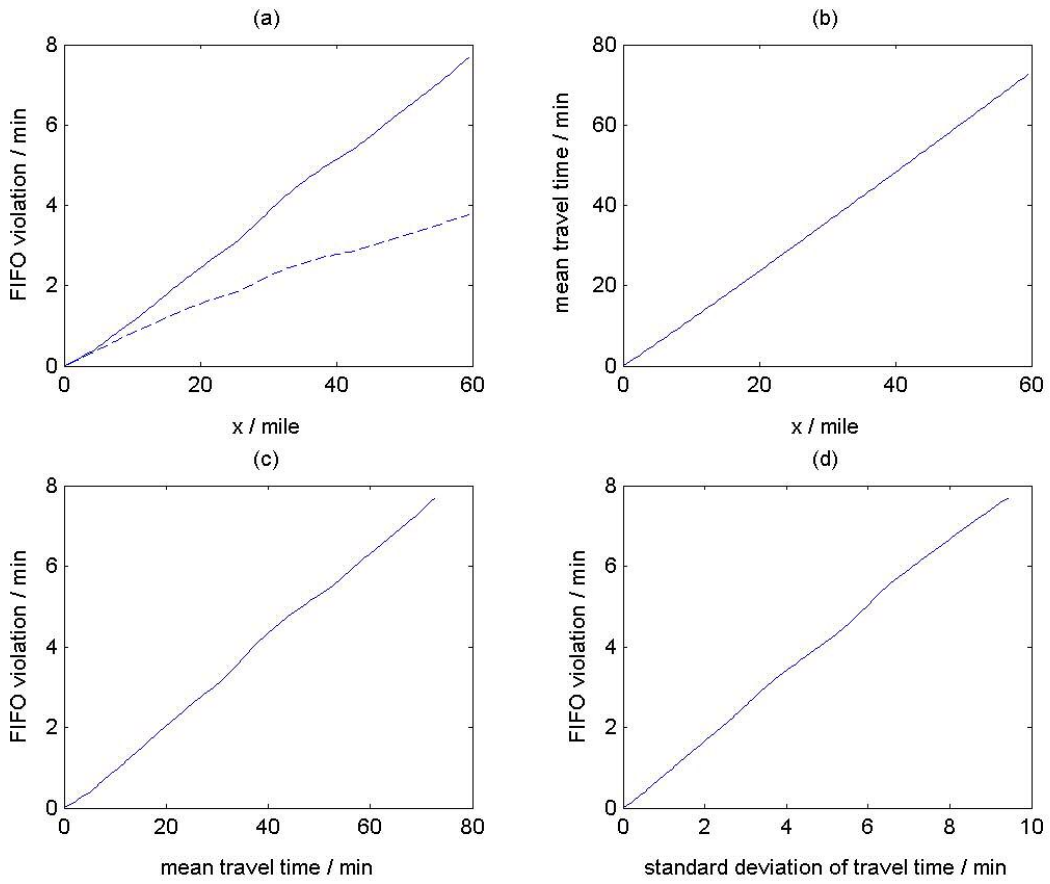 (a)
8
6
4
2
0
FIFO violation / min
0 20 40 60
x / mile
(b)
80
60
40
20
0
mean travel time / min
0 20 40 60
x / mile
(c)
8
6
4
2
0
FIFO violation / min
0 20 40 60 80
mean travel time / min
(d)
8
6
4
2
0
FIFO violation / min
0 2 4 6 8 10
standard deviation of travel time / min